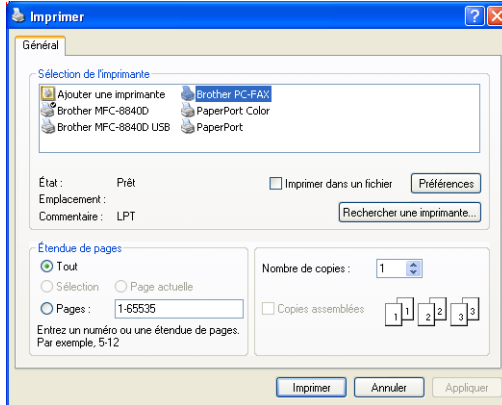 Imprimer
Général
Sélection de l'imprimante
Ajouter une imprimante
Brother PC-FAX
Brother MFC-8840D
PaperPort Color
Brother MFC-8840D USB
PaperPort
État : Prêt
Imprimer dans un fichier
Préférences
Emplacement :
Commentaire : LPT
Rechercher une imprimante...
Étendue de pages
Tout
Sélection
Page actuelle
Pages : 1-65535
Entrez un numéro ou une étendue de pages.
Par exemple, 5-12
Nombre de copies : 1
Copies assemblées
1 1 2 2 3 3
Imprimer
Annuler
Appliquer